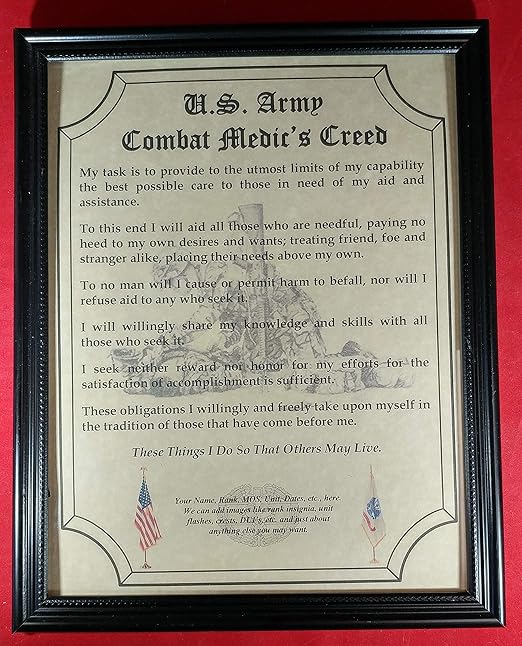 U.S. Army
Combat Medic's Creed
My task is to provide to the utmost limits of my capability
the best possible care to those in need of my aid and
assistance.
To this end I will aid all those who are needful, paying no
heed to my own desires and wants; treating friend, foe and
stranger alike, placing their needs above my own.
To no man will I cause or permit harm to befall, nor will I
refuse aid to any who seek it.
I will willingly share my knowledge and skills with all
those who seek it.
I seek neither reward nor honor for my efforts for the
satisfaction of accomplishment is sufficient.
These obligations I willingly and freely take upon myself in
the tradition of those that have come before me.
These Things I Do So That Others May Live.
Your Name, Rank, MOS, Unit, Dates, etc., here.
We can add images like rank insignia, unit
flashes, crests, DUI's, etc. and just about
anything else you may want.